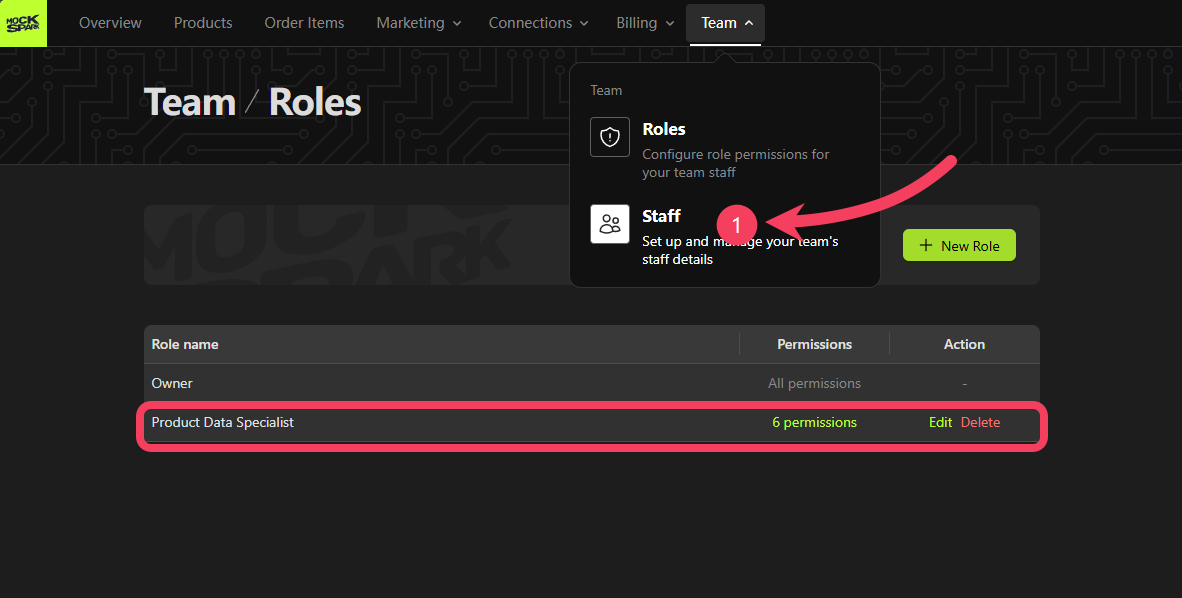 MOCK
SPARK
Overview
Products
Order Items
Marketing
Connections
Billing
Team
Team / Roles
Team
Roles
Configure role permissions for
your team staff
Staff
1
Set up and manage your team's
staff details
MOCK
SPARK
+ New Role
Role name Permissions Action
Owner All permissions -
Product Data Specialist 6 permissions Edit Delete